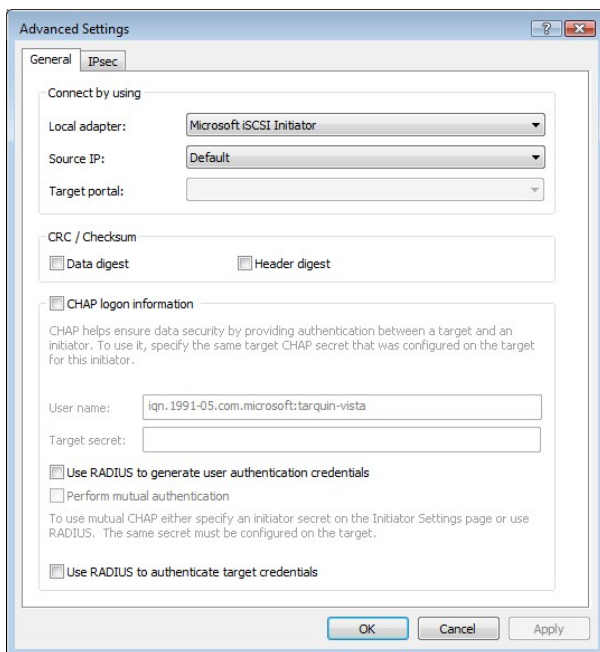 Advanced Settings
General
IPsec
Connect by using
Local adapter:
Microsoft iSCSI Initiator
Source IP:
Default
Target portal:
CRC / Checksum
Data digest
Header digest
CHAP logon information
CHAP helps ensure data security by providing authentication between a target and an
initiator. To use it, specify the same target CHAP secret that was configured on the target
for this initiator.
User name:
iqn.1991-05.com.microsoft:tarquin-vista
Target secret:
Use RADIUS to generate user authentication credentials
Perform mutual authentication
To use mutual CHAP either specify an initiator secret on the Initiator Settings page or use
RADIUS. The same secret must be configured on the target.
Use RADIUS to authenticate target credentials
OK
Cancel
Apply